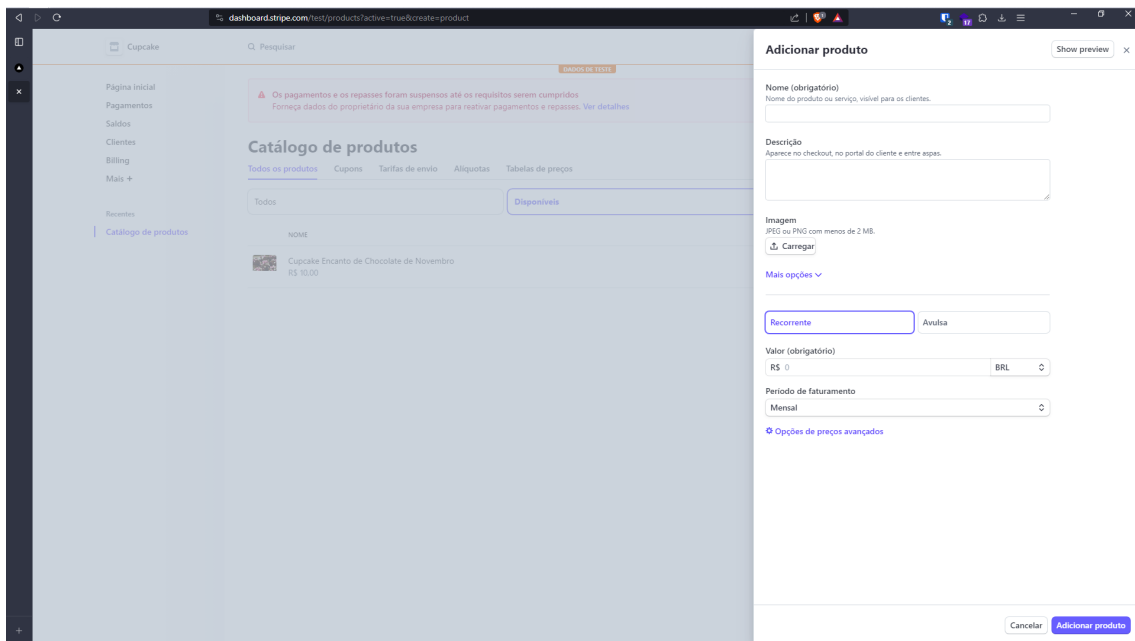 dashboard.stripe.com/test/products?active=true&create=product
2
17
Cupcake
Pesquisar
DADOS DE TESTE
Página inicial
Pagamentos
Saldos
Clientes
Billing
Mais +
Recentes
Catálogo de produtos
Os pagamentos e os repasses foram suspensos até os requisitos serem cumpridos
Forneça dados do proprietário da sua empresa para reativar pagamentos e repasses. Ver detalhes
Catálogo de produtos
Todos os produtos Cupons Tarifas de envio Alíquotas Tabelas de preços
Todos
Disponíveis
NOME
Cupcake Encanto de Chocolate de Novembro
R$ 10,00
Adicionar produto
Show preview
Nome (obrigatório)
Nome do produto ou serviço, visível para os clientes.
Descrição
Aparece no checkout, no portal do cliente e entre aspas.
Imagem
JPEG ou PNG com menos de 2 MB.
Carregar
Mais opções
Recorrente
Avulsa
Valor (obrigatório)
R$ 0
BRL
Período de faturamento
Mensal
Opções de preços avançados
Cancelar
Adicionar produto